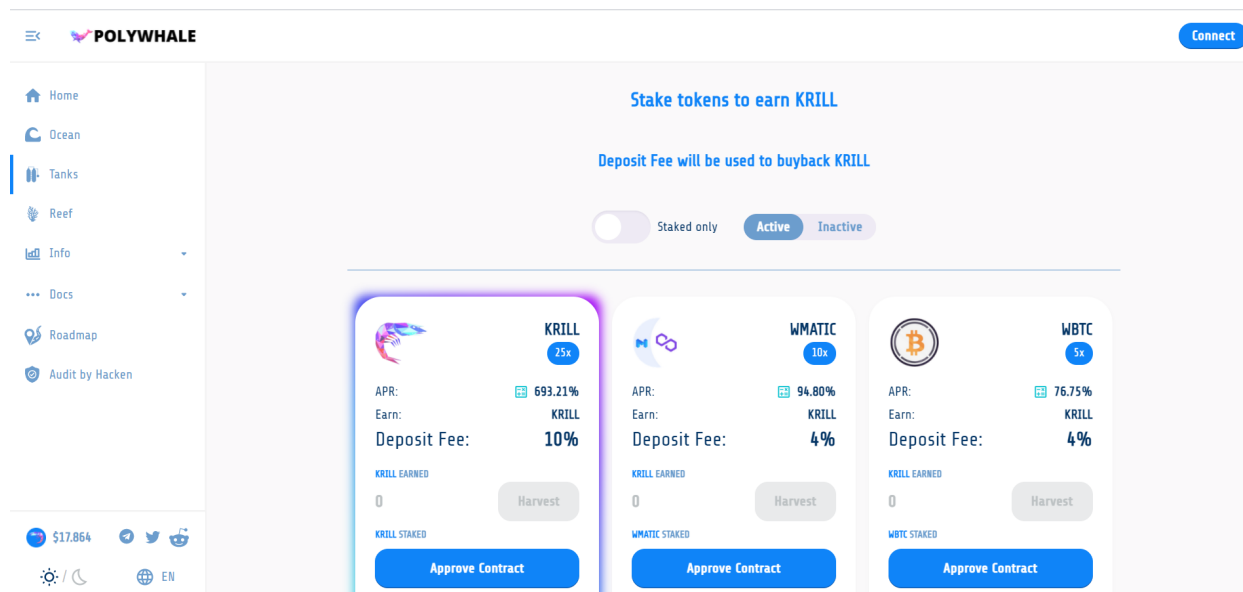 POLYWHALE
Connect
Home
Ocean
Tanks
Reef
Info
Docs
Roadmap
Audit by Hacken
$17.864
EN
Stake tokens to earn KRILL
Deposit Fee will be used to buyback KRILL
Staked only
Active Inactive
KRILL
25x
APR: 693.21%
Earn: KRILL
Deposit Fee: 10%
KRILL EARNED
0 Harvest
KRILL STAKED
Approve Contract
WMATIC
10x
APR: 94.80%
Earn: KRILL
Deposit Fee: 4%
KRILL EARNED
0 Harvest
WMATIC STAKED
Approve Contract
WBTC
5x
APR: 76.75%
Earn: KRILL
Deposit Fee: 4%
KRILL EARNED
0 Harvest
WBTC STAKED
Approve Contract